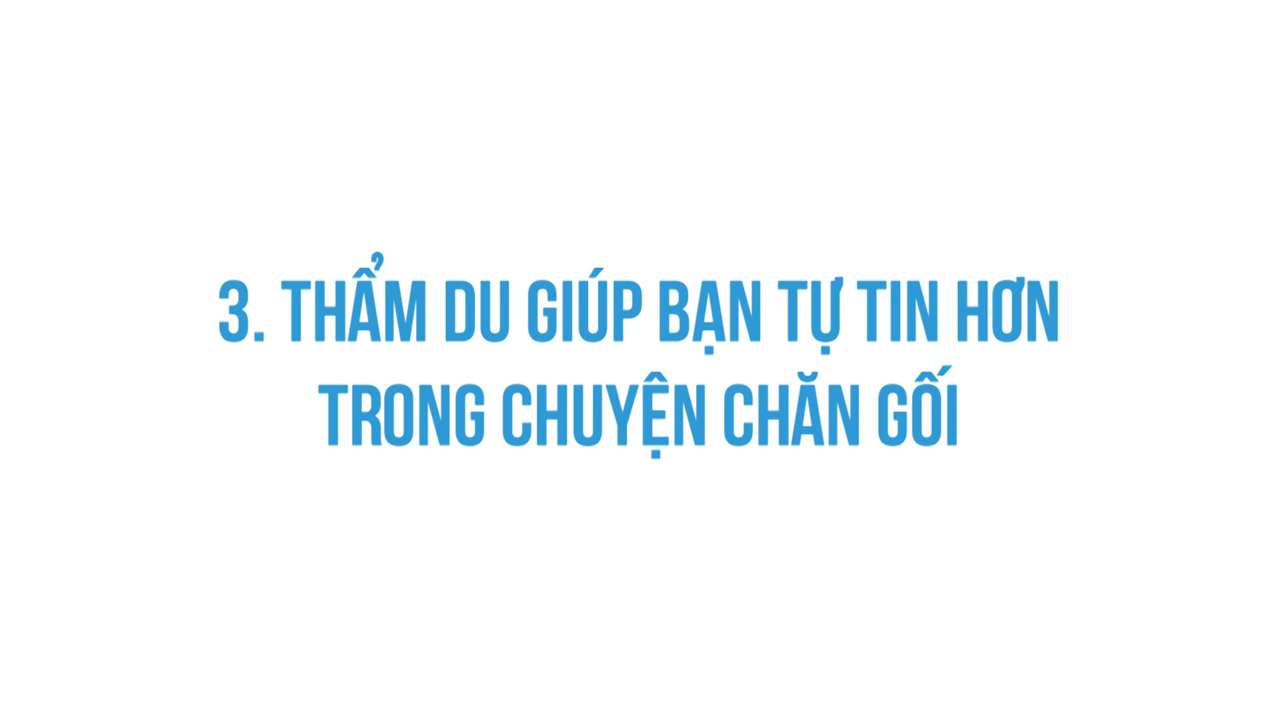 3. THẨM DU GIÚP BẠN TỰ TIN HƠN
TRONG CHUYỆN CHĂN GỐI